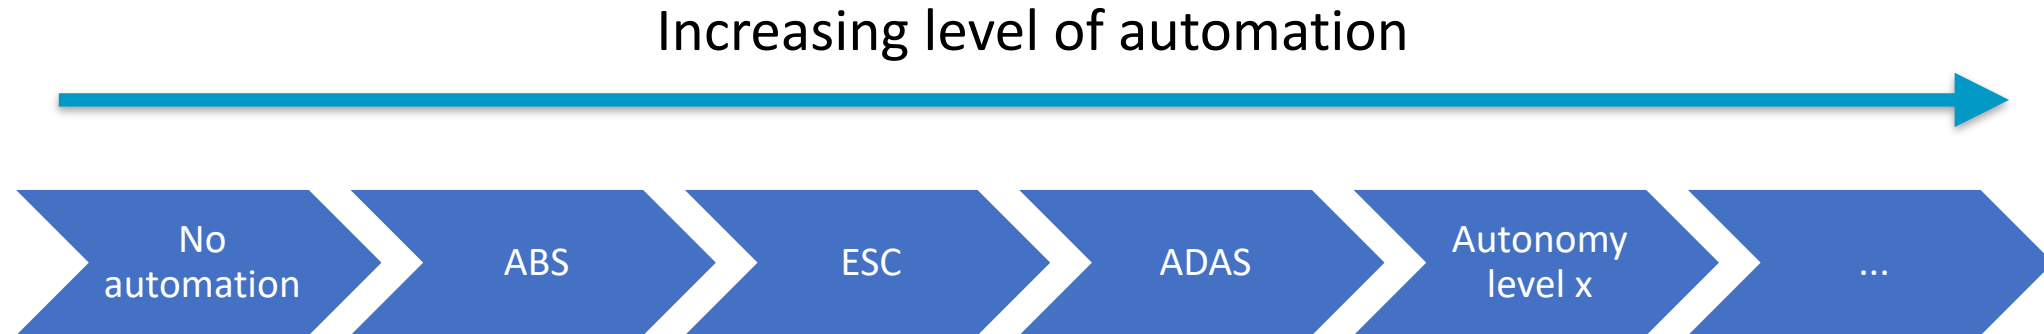 Increasing level of automation
No
automation
ABS
ESC
ADAS
Autonomy
level x
...